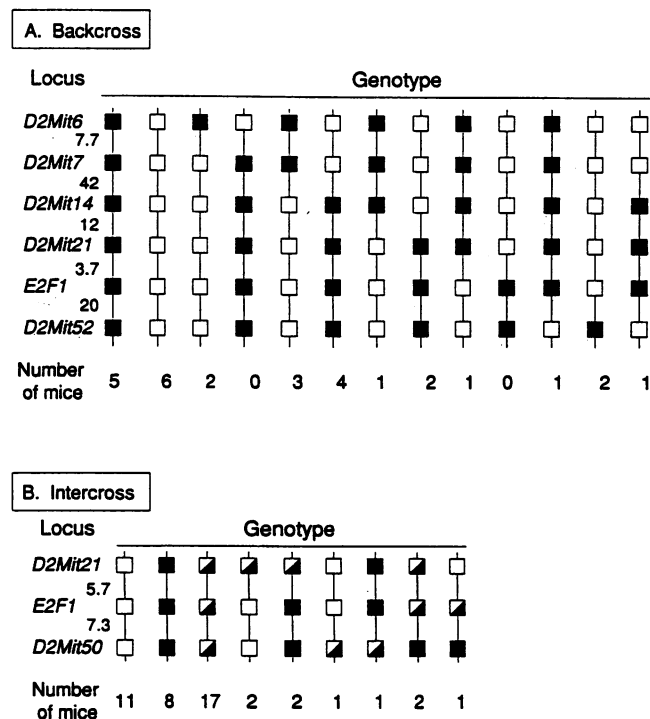 A. Backcross
Locus Genotype
D2Mit6
7.7
D2Mit7
42
D2Mit14
12
D2Mit21
3.7
E2F1
20
D2Mit52
Number of mice 5 6 2 0 3 4 1 2 1 0 1 2 1
B. Intercross
Locus Genotype
D2Mit21
5.7
E2F1
7.3
D2Mit50
Number of mice 11 8 17 2 2 1 1 2 1